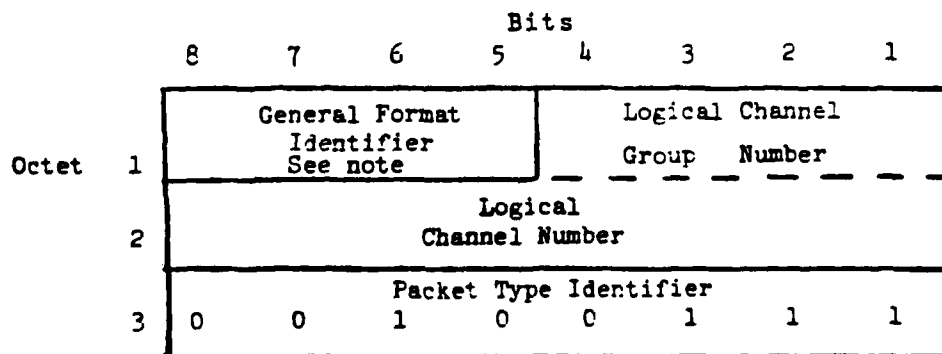 Bits
8 7 6 5 4 3 2 1
General Format Logical Channel
Identifier
Octet 1 See note Group Number
Logical
2 Channel Number
Packet Type Identifier
3 0 0 1 0 0 1 1 1